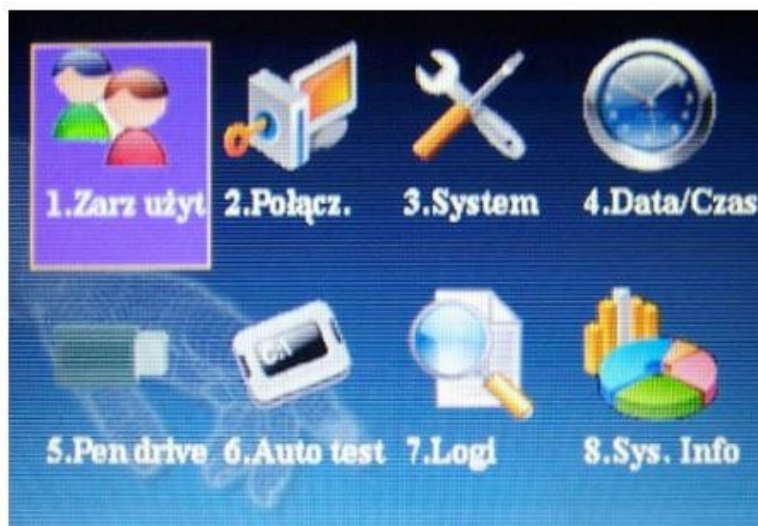 1.Zarz użyt 2.Połącz. 3.System 4.Data/Czas
5.Pen drive 6.Auto test 7.Logi 8.Sys. Info